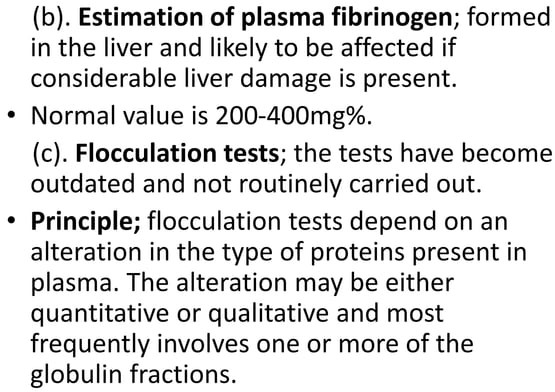 (b). Estimation of plasma fibrinogen; formed
in the liver and likely to be affected if
considerable liver damage is present.
• Normal value is 200-400mg%.
(c). Flocculation tests; the tests have become
outdated and not routinely carried out.
• Principle; flocculation tests depend on an
alteration in the type of proteins present in
plasma. The alteration may be either
quantitative or qualitative and most
frequently involves one or more of the
globulin fractions.